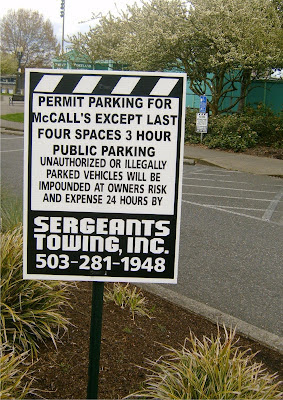 PERMIT PARKING FOR
McCALL'S EXCEPT LAST
FOUR SPACES 3 HOUR
PUBLIC PARKING
UNAUTHORIZED OR ILLEGALLY
PARKED VEHICLES WILL BE
IMPOUNDED AT OWNERS RISK
AND EXPENSE 24 HOURS BY
SERGEANTS
TOWING, INC.
503-281-1948